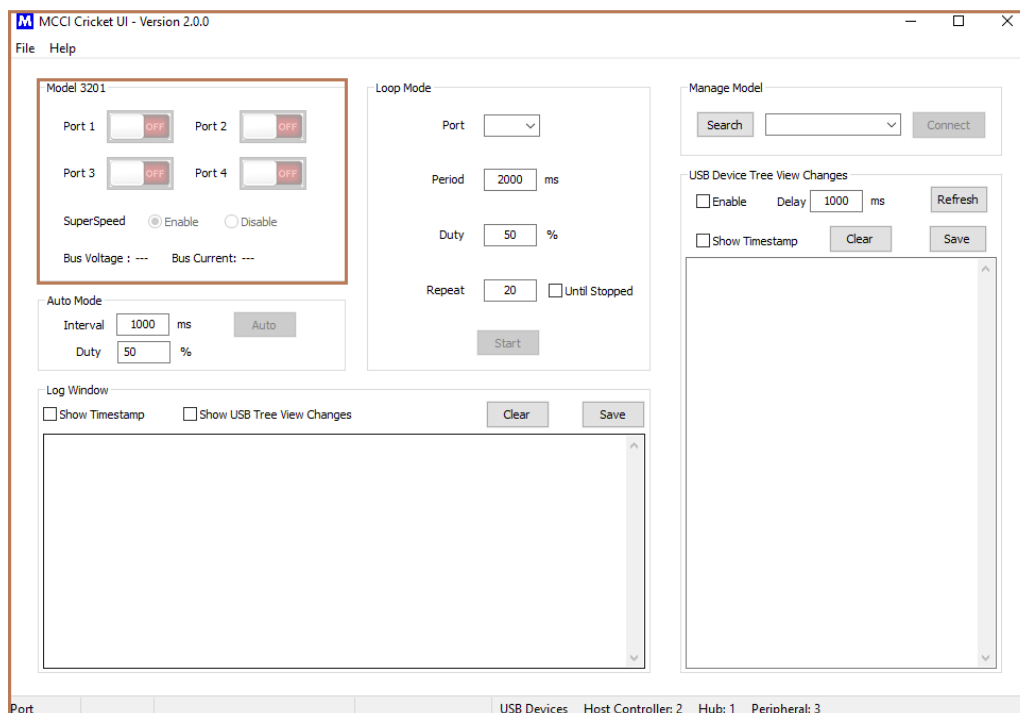 M MCCI Cricket UI - Version 2.0.0
File Help
Model 3201
Port 1 OFF Port 2 OFF
Port 3 OFF Port 4 OFF
SuperSpeed Enable Disable
Bus Voltage : --- Bus Current: ---
Auto Mode
Interval 1000 ms Auto
Duty 50 %
Loop Mode
Port
Period 2000 ms
Duty 50 %
Repeat 20 Until Stopped
Start
Manage Model
Search Connect
USB Device Tree View Changes
Enable Delay 1000 ms Refresh
Show Timestamp Clear Save
Log Window
Show Timestamp Show USB Tree View Changes Clear Save
Port USB Devices Host Controller: 2 Hub: 1 Peripheral: 3